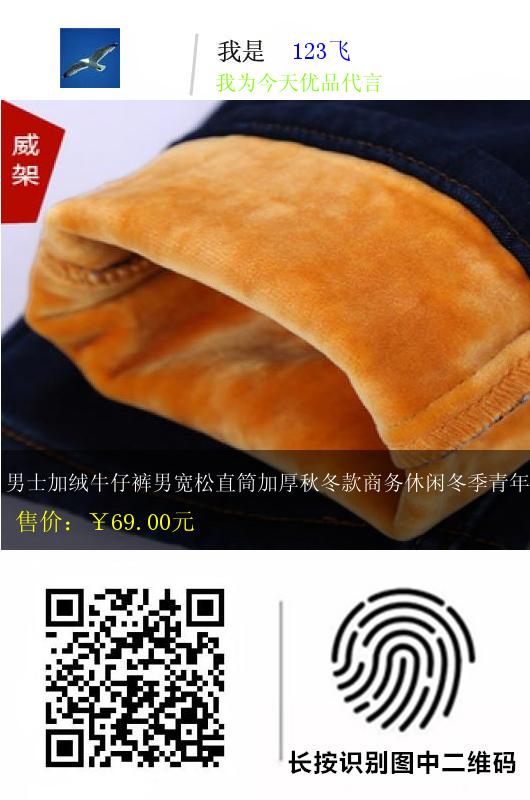 我是 123飞
我为今天优品代言
威
架
男士加绒牛仔裤男宽松直筒加厚秋冬款商务休闲冬季青年
售价：￥69.00元
长按识别图中二维码